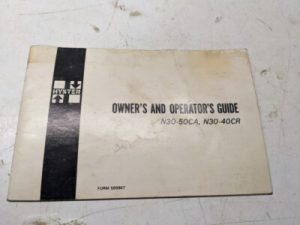 HYSTER
OWNER'S AND OPERATOR'S GUIDE
N30-50CA, N30-40CR
FORM